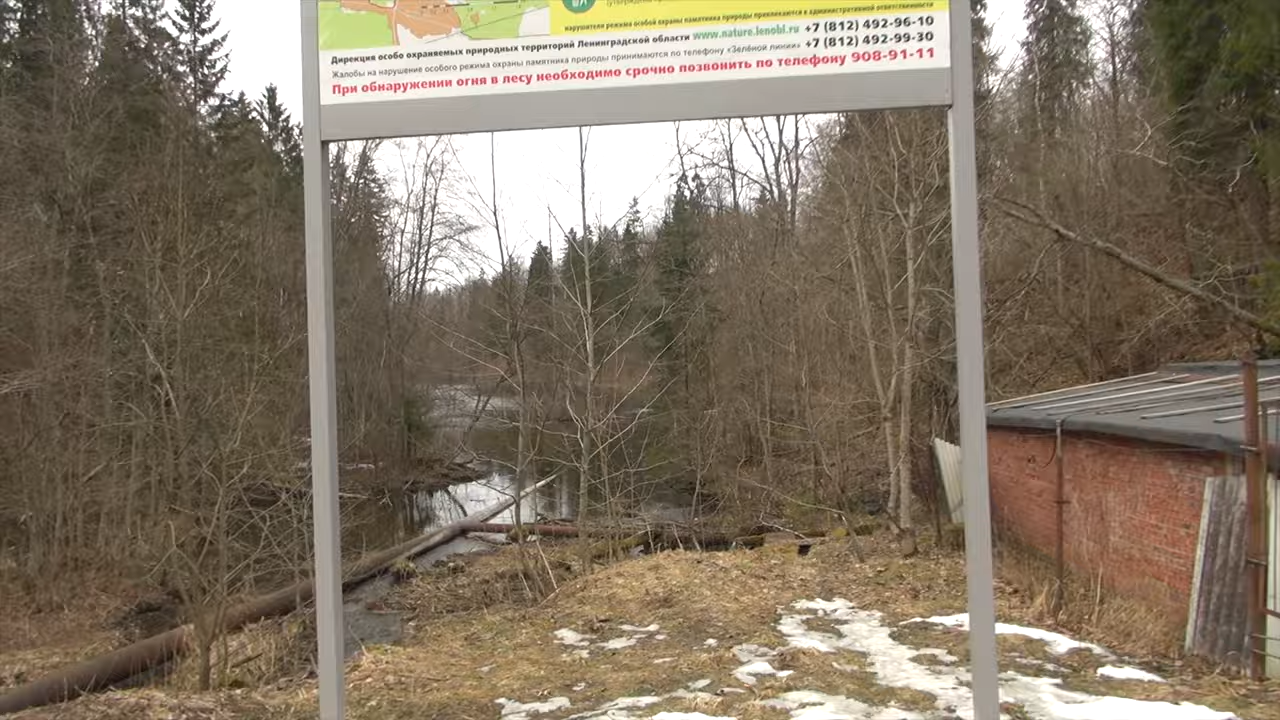 нарушители режима особой охраны памятника природы привлекаются к административной ответственности
Дирекция особо охраняемых природных территорий Ленинградской области www.nature.lenobl.ru +7 (812) 492-96-10
Жалобы на нарушение особого режима охраны памятника природы принимаются по телефону «Зелёной линии» +7 (812) 492-99-30
При обнаружении огня в лесу необходимо срочно позвонить по телефону 908-91-11